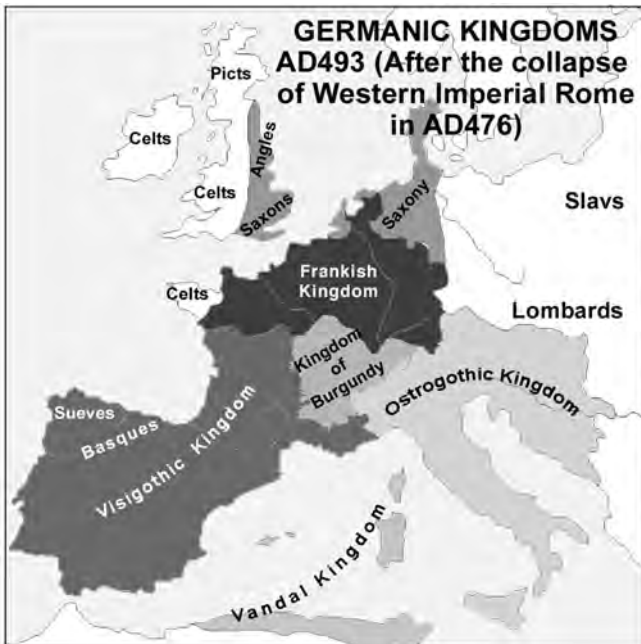 GERMANIC KINGDOMS
AD493 (After the collapse
of Western Imperial Rome
in AD476)
Picts
Celts
Angles
Celts
Saxons
Saxony
Slavs
Frankish
Kingdom
Celts
Lombards
Kingdom
of
Burgundy
Ostrogothic Kingdom
Sueves
Basques
Visigothic Kingdom
Vandal Kingdom